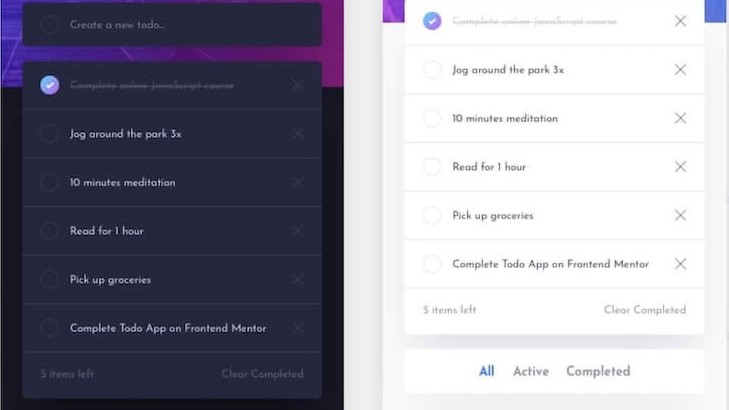 Create a new todo...
Complete online JavaScript course
Jog around the park 3x
10 minutes meditation
Read for 1 hour
Pick up groceries
Complete Todo App on Frontend Mentor
5 items left
Clear Completed
Complete online JavaScript course
Jog around the park 3x
10 minutes meditation
Read for 1 hour
Pick up groceries
Complete Todo App on Frontend Mentor
5 items left
Clear Completed
All Active Completed